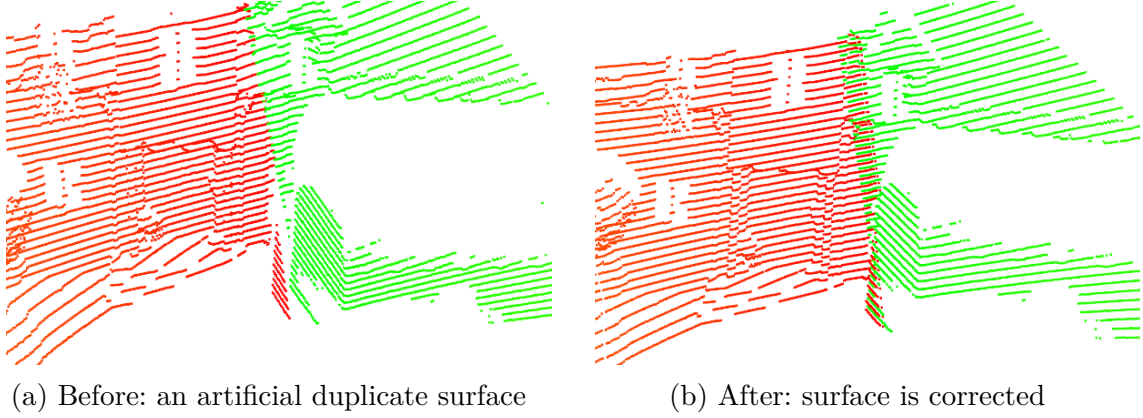 (a) Before: an artificial duplicate surface
(b) After: surface is corrected